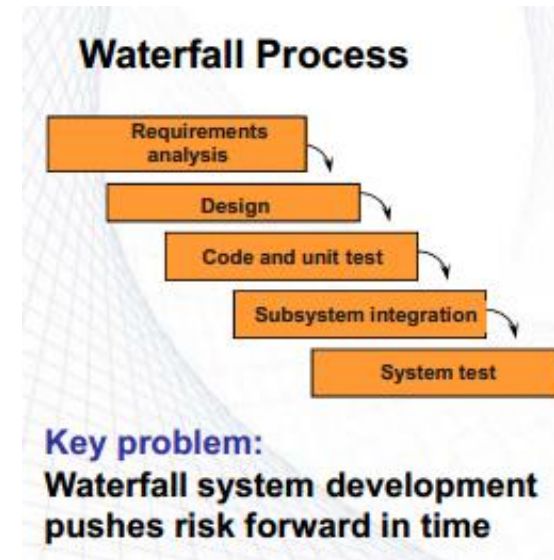 Waterfall Process
Requirements
analysis
Design
Code and unit test
Subsystem integration
System test
Key problem:
Waterfall system development
pushes risk forward in time